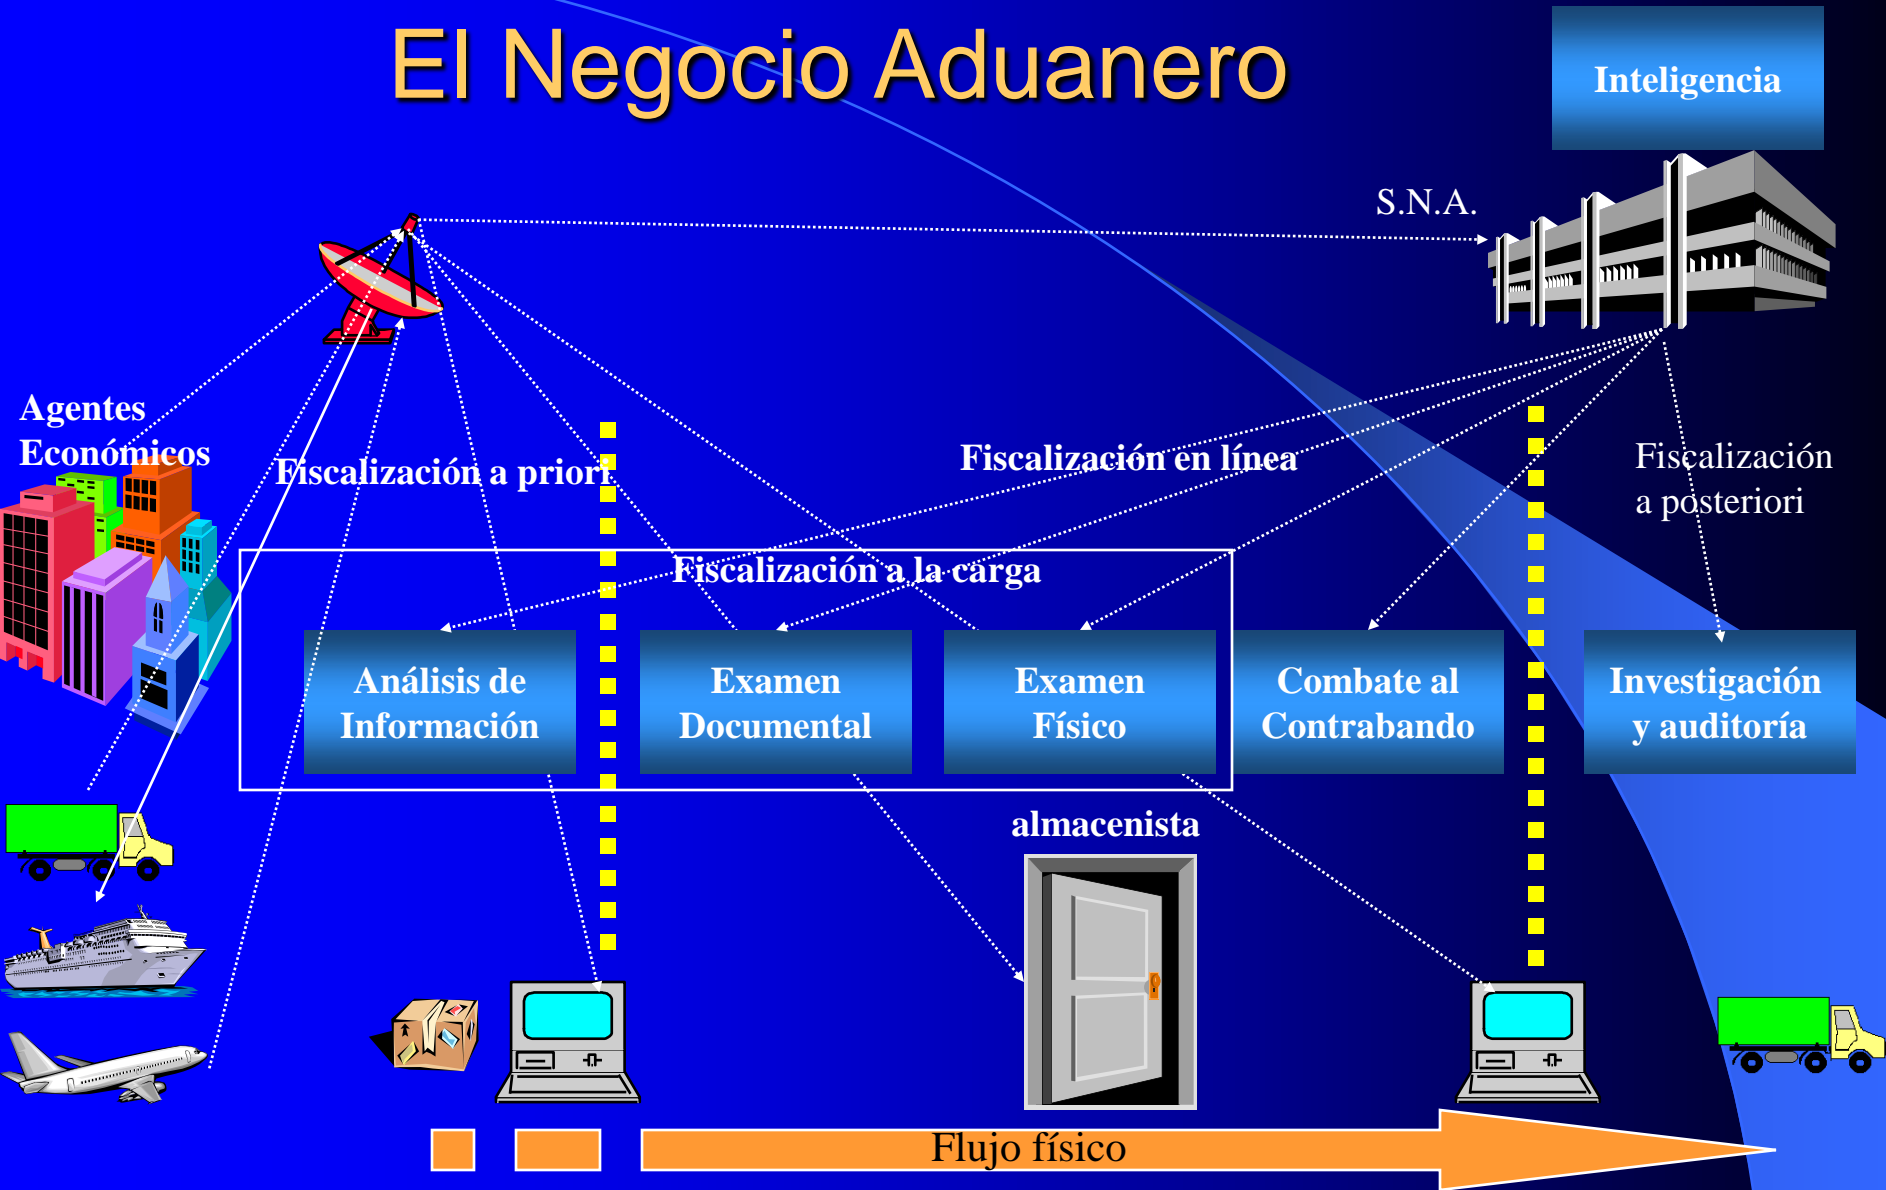 El Negocio Aduanero
Inteligencia
S.N.A.
Agentes
Económicos
Fiscalización a priori
Fiscalización en línea
Fiscalización
a posteriori
Fiscalización a la carga
Análisis de
Información
Examen
Documental
Examen
Físico
Combate al
Contrabando
Investigación
y auditoría
almacenista
Flujo físico